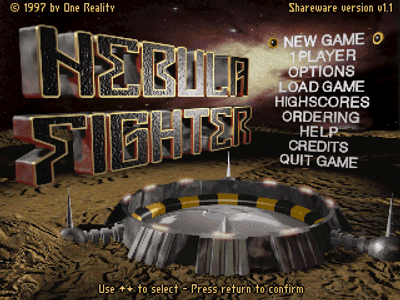 © 1997 by One Reality
Shareware version v1.1
NEBULA
FIGHTER
NEW GAME
1 PLAYER
OPTIONS
LOAD GAME
HIGHSCORES
ORDERING
HELP
CREDITS
QUIT GAME
Use ↑↓ to select - Press return to confirm